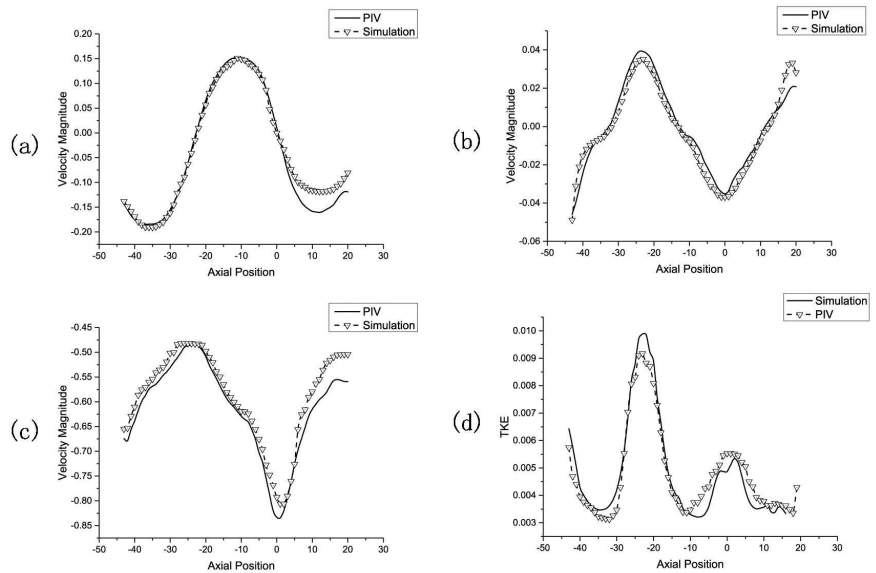 (a)
PIV
Simulation
Velocity Magnitude
0.20
0.15
0.10
0.05
0.00
-0.05
-0.10
-0.15
-0.20
-50 -40 -30 -20 -10 0 10 20 30
Axial Position
(b)
PIV
Simulation
Velocity Magnitude
0.04
0.02
0.00
-0.02
-0.04
-0.06
-50 -40 -30 -20 -10 0 10 20 30
Axial Position
(c)
PIV
Simulation
Velocity Magnitude
-0.45
-0.50
-0.55
-0.60
-0.65
-0.70
-0.75
-0.80
-0.85
-50 -40 -30 -20 -10 0 10 20 30
Axial Position
(d)
Simulation
PIV
TKE
0.010
0.009
0.008
0.007
0.006
0.005
0.004
0.003
-50 -40 -30 -20 -10 0 10 20 30
Axial Position